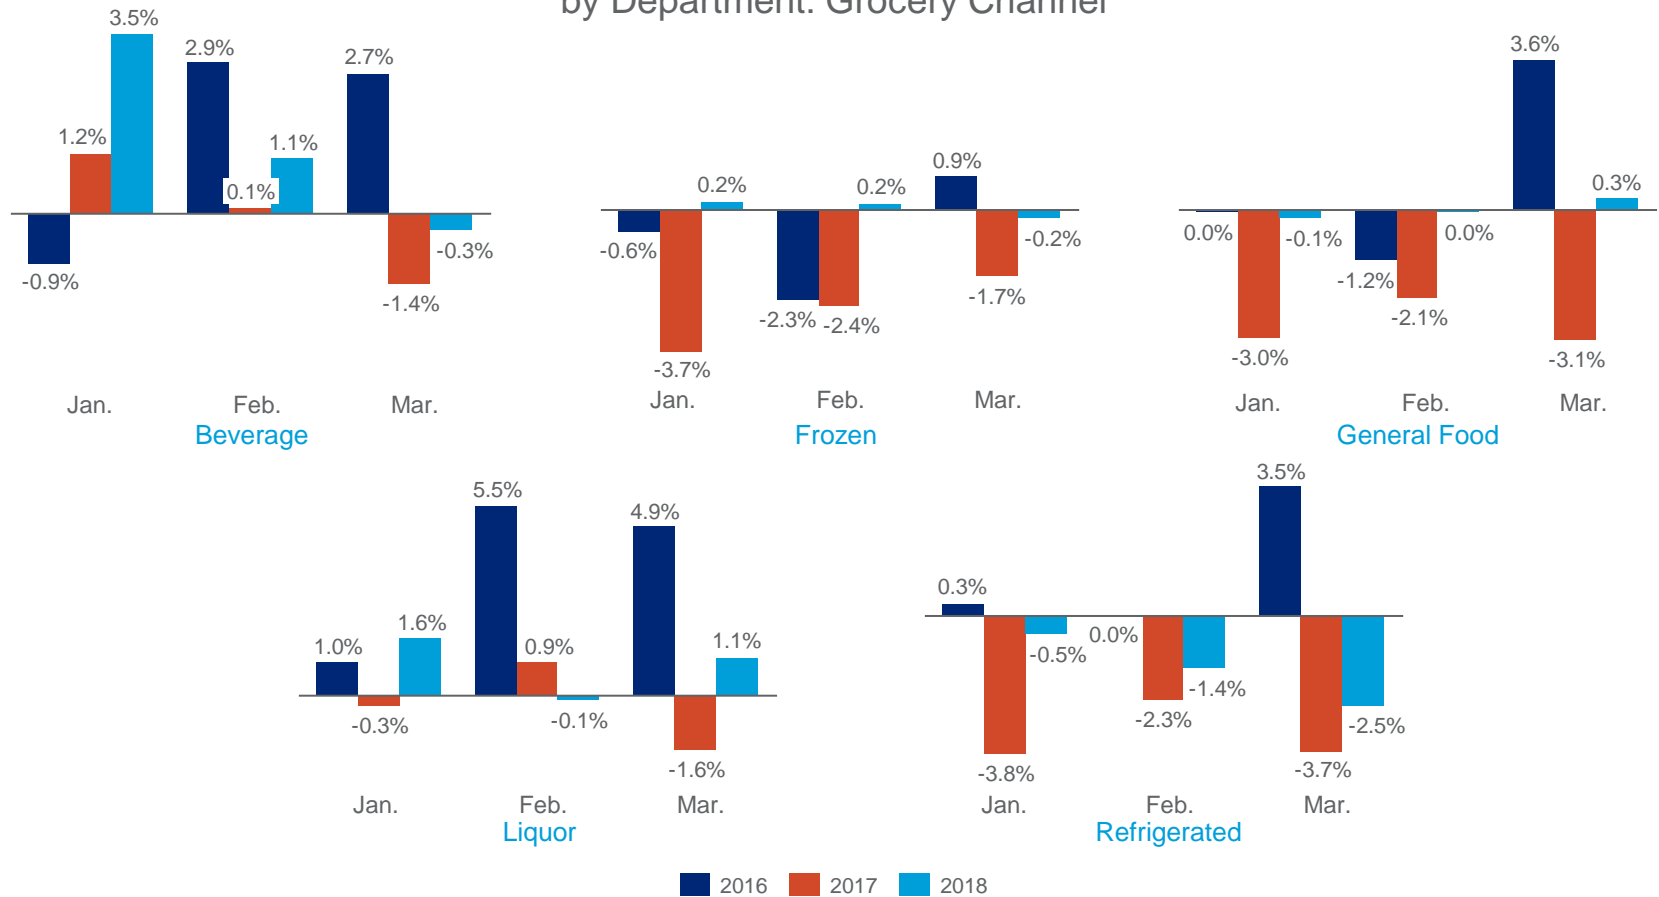 by Department: Grocery Channel
3.5%
2.9%
2.7%
1.2%
1.1%
0.1%
-0.3%
-0.9%
-1.4%
Jan. Feb. Mar.
Beverage
0.9%
0.2% 0.2%
-0.6% -0.2%
-1.7%
-2.3% -2.4%
-3.7%
Jan. Feb. Mar.
Frozen
3.6%
0.3%
0.0% -0.1% 0.0%
-1.2%
-2.1%
-3.0% -3.1%
Jan. Feb. Mar.
General Food
5.5%
4.9%
1.6%
1.0% 0.9% 1.1%
-0.3% -0.1%
-1.6%
Jan. Feb. Mar.
Liquor
3.5%
0.3%
0.0%
-0.5%
-1.4%
-2.3% -2.5%
-3.8% -3.7%
Jan. Feb. Mar.
Refrigerated
2016 2017 2018